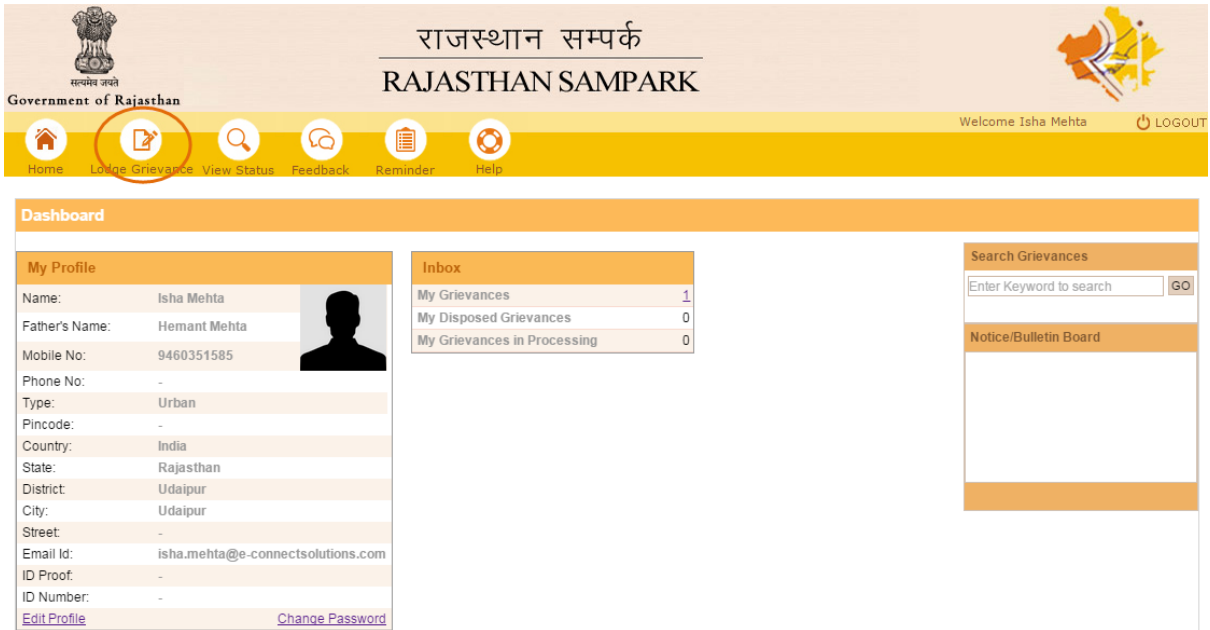 राजस्थान सम्पर्क
RAJASTHAN SAMPARK
सत्यमेव जयते
Government of Rajasthan
Welcome Isha Mehta LOGOUT
Home Lodge Grievance View Status Feedback Reminder Help
Dashboard
My Profile
Name: Isha Mehta
Father's Name: Hemant Mehta
Mobile No: 9460351585
Phone No: -
Type: Urban
Pincode: -
Country: India
State: Rajasthan
District: Udaipur
City: Udaipur
Street: -
Email Id: isha.mehta@e-connectsolutions.com
ID Proof: -
ID Number: -
Edit Profile Change Password
Inbox
My Grievances 1
My Disposed Grievances 0
My Grievances in Processing 0
Search Grievances
Enter Keyword to search GO
Notice/Bulletin Board